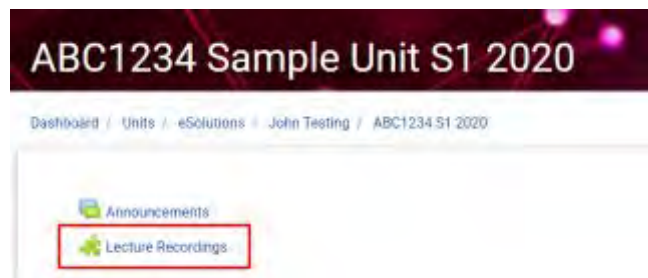 ABC1234 Sample Unit S1 2020
Dashboard / Units / eSolutions / John Testing / ABC1234 S1 2020
Announcements
Lecture Recordings